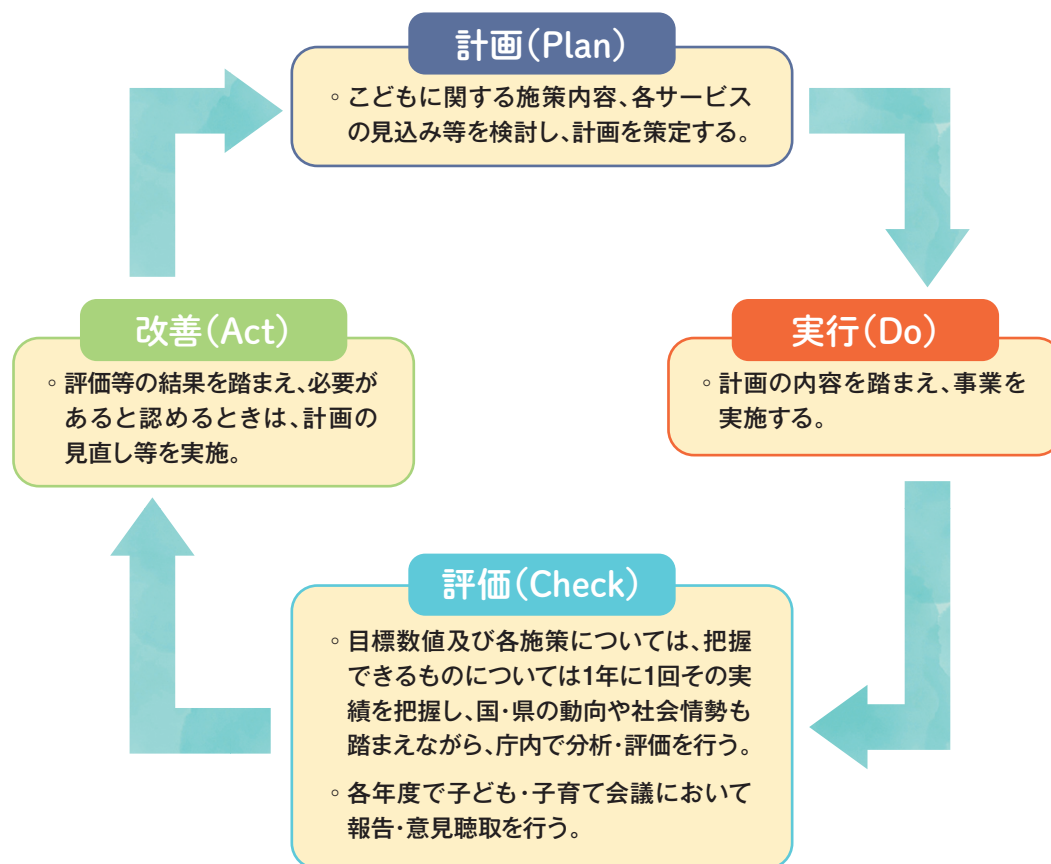 計画(Plan)
◦こどもに関する施策内容、各サービス
の見込み等を検討し、計画を策定する。
実行(Do)
◦計画の内容を踏まえ、事業を
実施する。
評価(Check)
◦目標数値及び各施策については、把握
できるものについては1年に1回その実
績を把握し、国・県の動向や社会情勢も
踏まえながら、庁内で分析・評価を行う。
◦各年度で子ども・子育て会議において
報告・意見聴取を行う。
改善(Act)
◦評価等の結果を踏まえ、必要が
あると認めるときは、計画の
見直し等を実施。